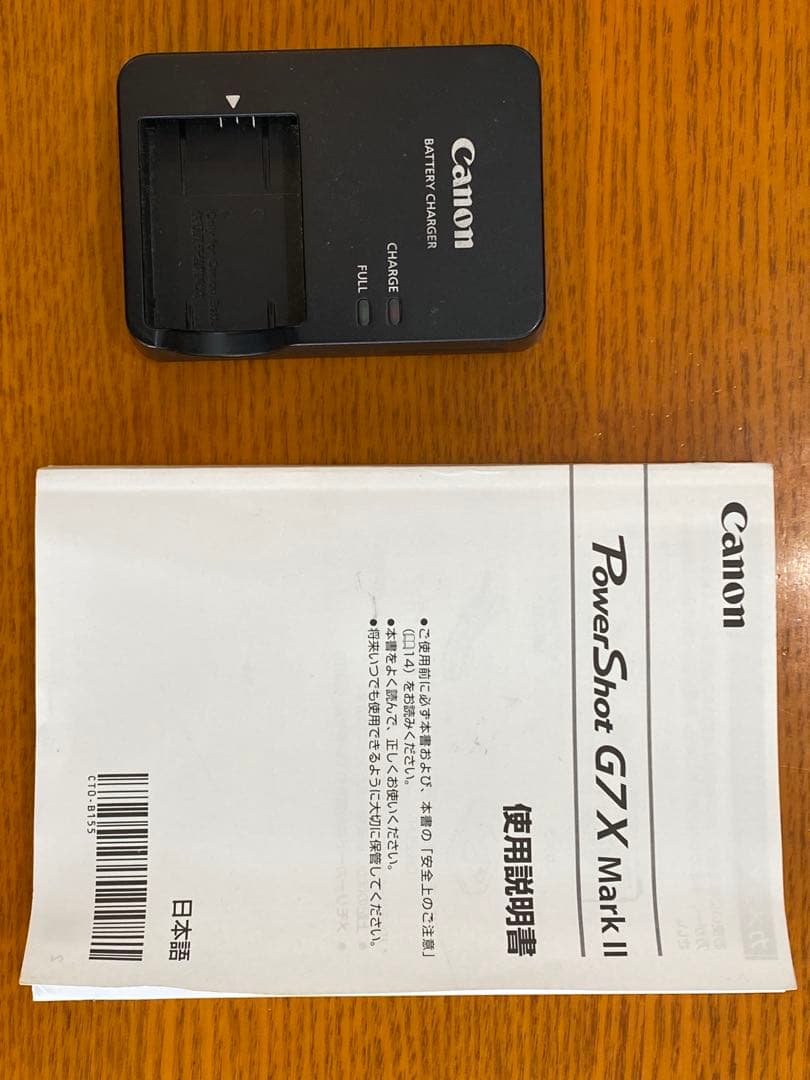 Canon
BATTERY CHARGER
CHARGE
FULL
Canon
PowerShot G7 X Mark II
使用説明書
●ご使用前に必ず本書および、本書の「安全上のご注意」
(14)をお読みください。
●本書をよく読んで、正しくお使いください。
●将来いつでも使用できるように大切に保管してください。
日本語
CT0-B155